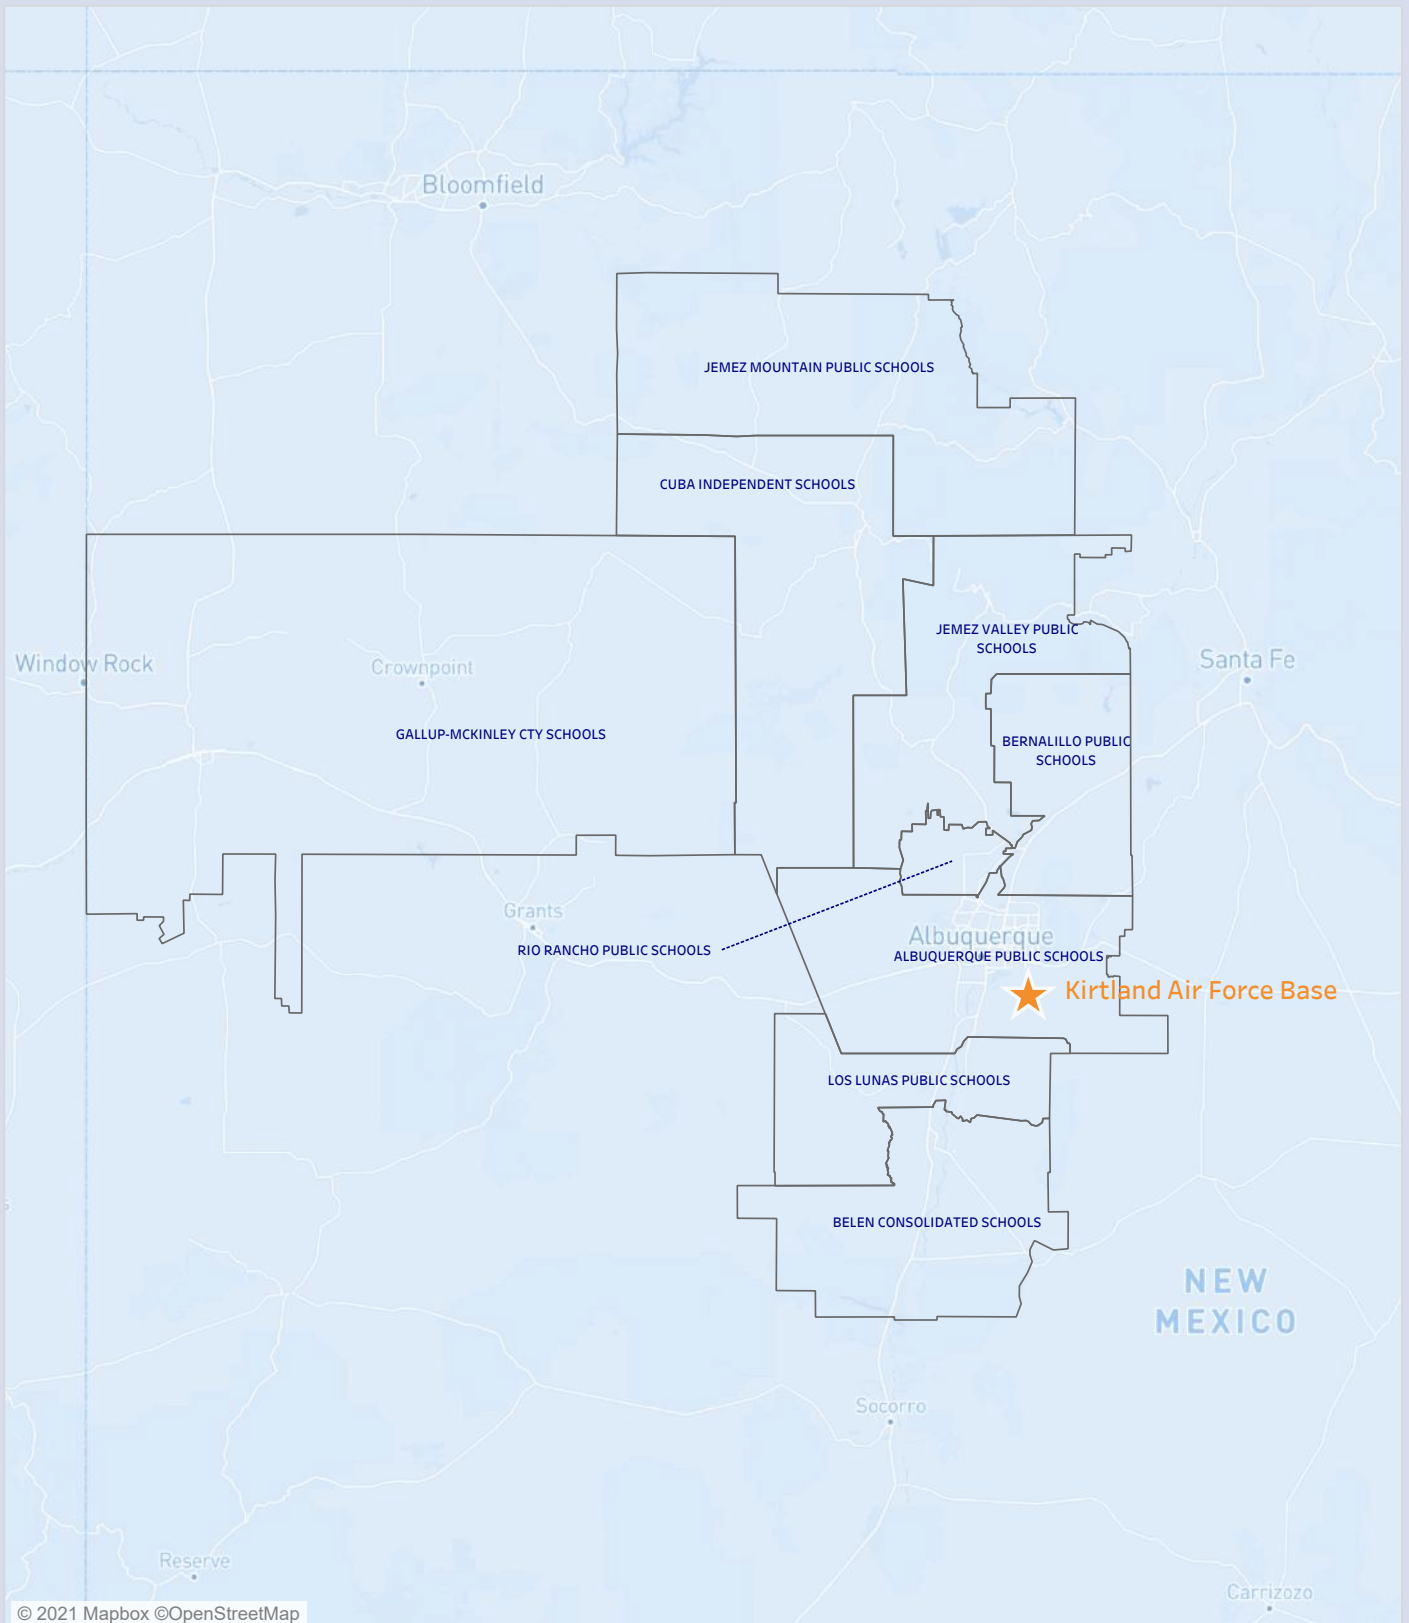 Bloomfield
JEMEZ MOUNTAIN PUBLIC SCHOOLS
CUBA INDEPENDENT SCHOOLS
JEMEZ VALLEY PUBLIC
SCHOOLS
Window Rock
Crownpoint
Santa Fe
GALLUP-MCKINLEY CTY SCHOOLS
BERNALILLO PUBLIC
SCHOOLS
Grants
RIO RANCHO PUBLIC SCHOOLS
Albuquerque
ALBUQUERQUE PUBLIC SCHOOLS
Kirtland Air Force Base
LOS LUNAS PUBLIC SCHOOLS
BELEN CONSOLIDATED SCHOOLS
NEW
MEXICO
Socorro
Reserve
Carrizozo
© 2021 Mapbox ©OpenStreetMap